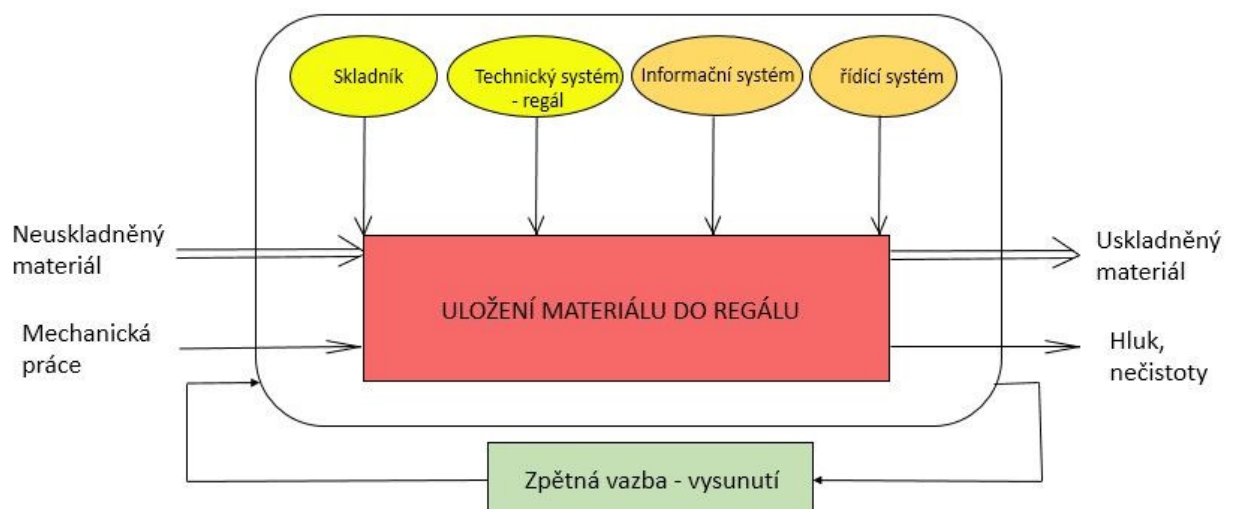 Skladník
Technický systém
- regál
Informační systém
řídící systém
Neuskladněný
materiál
Uskladněný
materiál
ULOŽENÍ MATERIÁLU DO REGÁLU
Mechanická
práce
Hluk,
nečistoty
Zpětná vazba - vysunutí